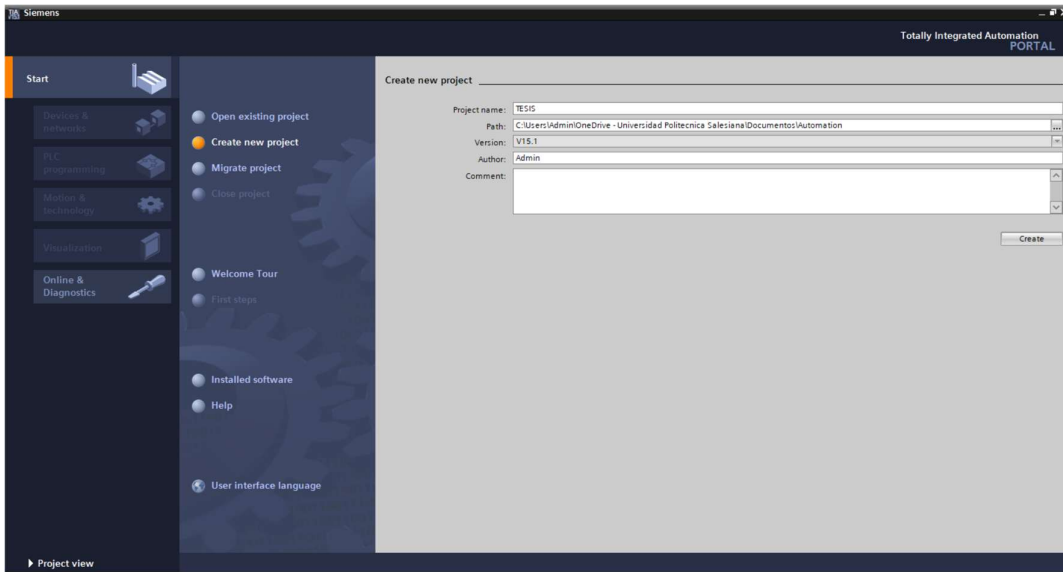 Siemens
Totally Integrated Automation
PORTAL
Start
Devices &
networks
PLC
programming
Motion &
technology
Visualization
Online &
Diagnostics
Open existing project
Create new project
Migrate project
Close project
Welcome Tour
First steps
Installed software
Help
User interface language
Create new project
Project name: TESIS
Path: C:\Users\Admin\OneDrive - Universidad Politecnica Salesiana\Documentos\Automation ...
Version: V15.1
Author: Admin
Comment:
Create
Project view